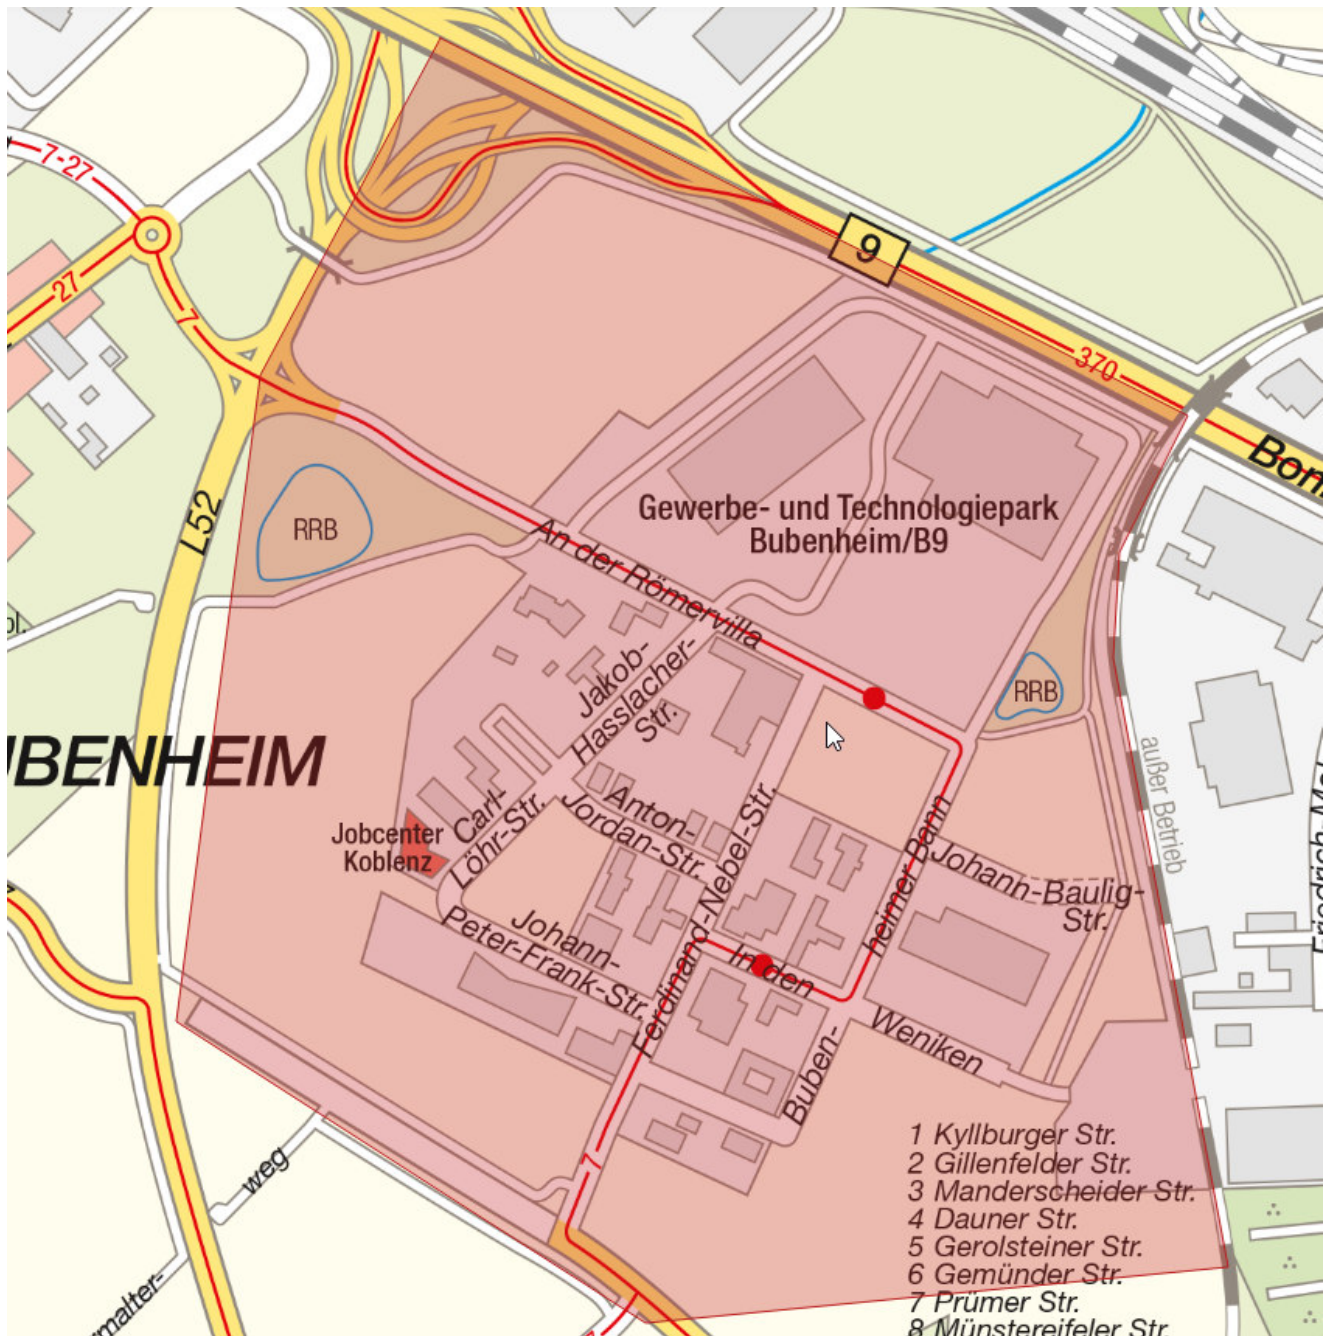 7-27
9
27
7
370
Bon
L52
RRB
Gewerbe- und Technologiepark
Bubenheim/B9
An der Römervilla
Jakob-
Hasslacher-
Str.
RRB
außer Betrieb
BENHEIM
Jobcenter
Koblenz
Carl-
Löhr-Str.
Anton-
Jordan-Str.
Ferdinand-Nebel-Str.
heimer Bann
Johann-Baulig-
Str.
Johann-
Peter-Frank-Str.
In den
Weniken
Buben-
Friedrich-
7
weg
rmalter-
1 Kyllburger Str.
2 Gillenfelder Str.
3 Manderscheider Str.
4 Dauner Str.
5 Gerolsteiner Str.
6 Gemünder Str.
7 Prümer Str.
8 Münstereifeler Str.